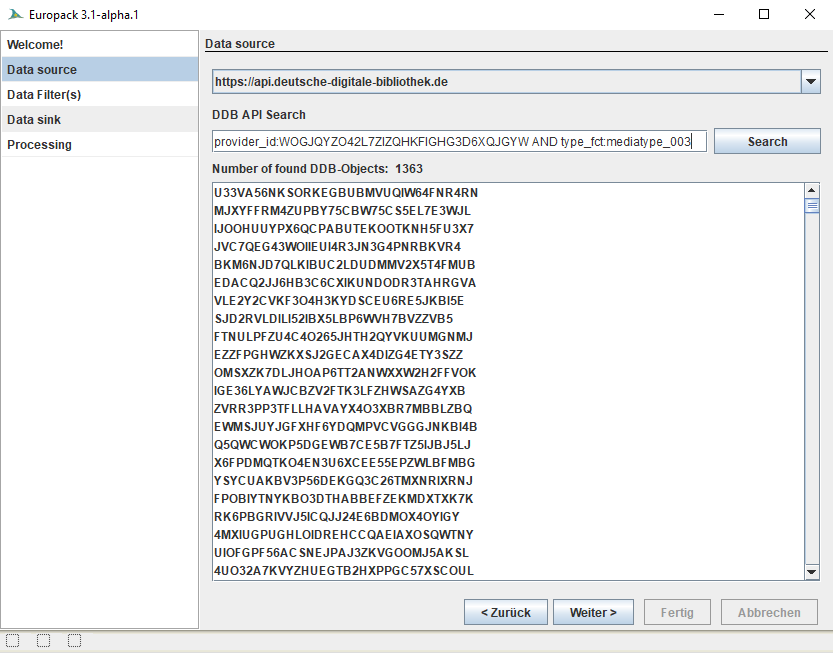 Europack 3.1-alpha.1
Welcome!
Data source
Data Filter(s)
Data sink
Processing
Data source
https://api.deutsche-digitale-bibliothek.de
DDB API Search
provider_id:WOGJQYZO42L7ZIZQHKFIGHG3D6XQJGYW AND type_fct:mediatype_003
Search
Number of found DDB-Objects: 1363
U33VA56NKSORKEGBUBMVUQIW64FNR4RN
MJXYFFRM4ZUPBY75CBW75CS5EL7E3WJL
IJOOHUUYPX6QCPABUTEKOOTKNH5FU3X7
JVC7QEG43WOIIEUI4R3JN3G4PNRBKVR4
BKM6NJD7QLKIBUC2LDUDMMV2X5T4FMUB
EDACQ2JJ6HB3C6CXIKUNDODR3TAHRGVA
VLE2Y2CVKF3O4H3KYDSCEU6RE5JKBI5E
SJD2RVLDILI52IBX5LBP6WVH7BVZZVB5
FTNULPFZU4C4O265JHTH2QYVKUUMGNMJ
EZZFPGHWZKXSJ2GECAX4DIZG4ETY3SZZ
OMSXZK7DLJHOAP6TT2ANWXXW2H2FFVOK
IGE36LYAWJCBZV2FTK3LFZHWSAZG4YXB
ZVRR3PP3TFLLHAVAYX4O3XBR7MBBLZBQ
EWMSJUYJGFXHF6YDQMPVCVGGGJNKBI4B
Q5QWCWOKP5DGEWB7CE5B7FTZ5IJBJ5LJ
X6FPDMQTKO4EN3U6XCEE55EPZWLBFMBG
YSYCUAKBV3P56DEKGQ3C26TMXNRIXRNJ
FPOBIYTNYKBO3DTHABBEFZEKMDXTXK7K
RK6PBGRIVVJ5ICQJJ24E6BDMOX4OYIGY
4MXIUGPUGHLOIDREHCCQAEIAXOSQWTNY
UIOFGPF56ACSNEJPAJ3ZKVGOOMJ5AKSL
4UO32A7KVYZHUEGTB2HXPPGC57XSCOUL
< Zurück
Weiter >
Fertig
Abbrechen